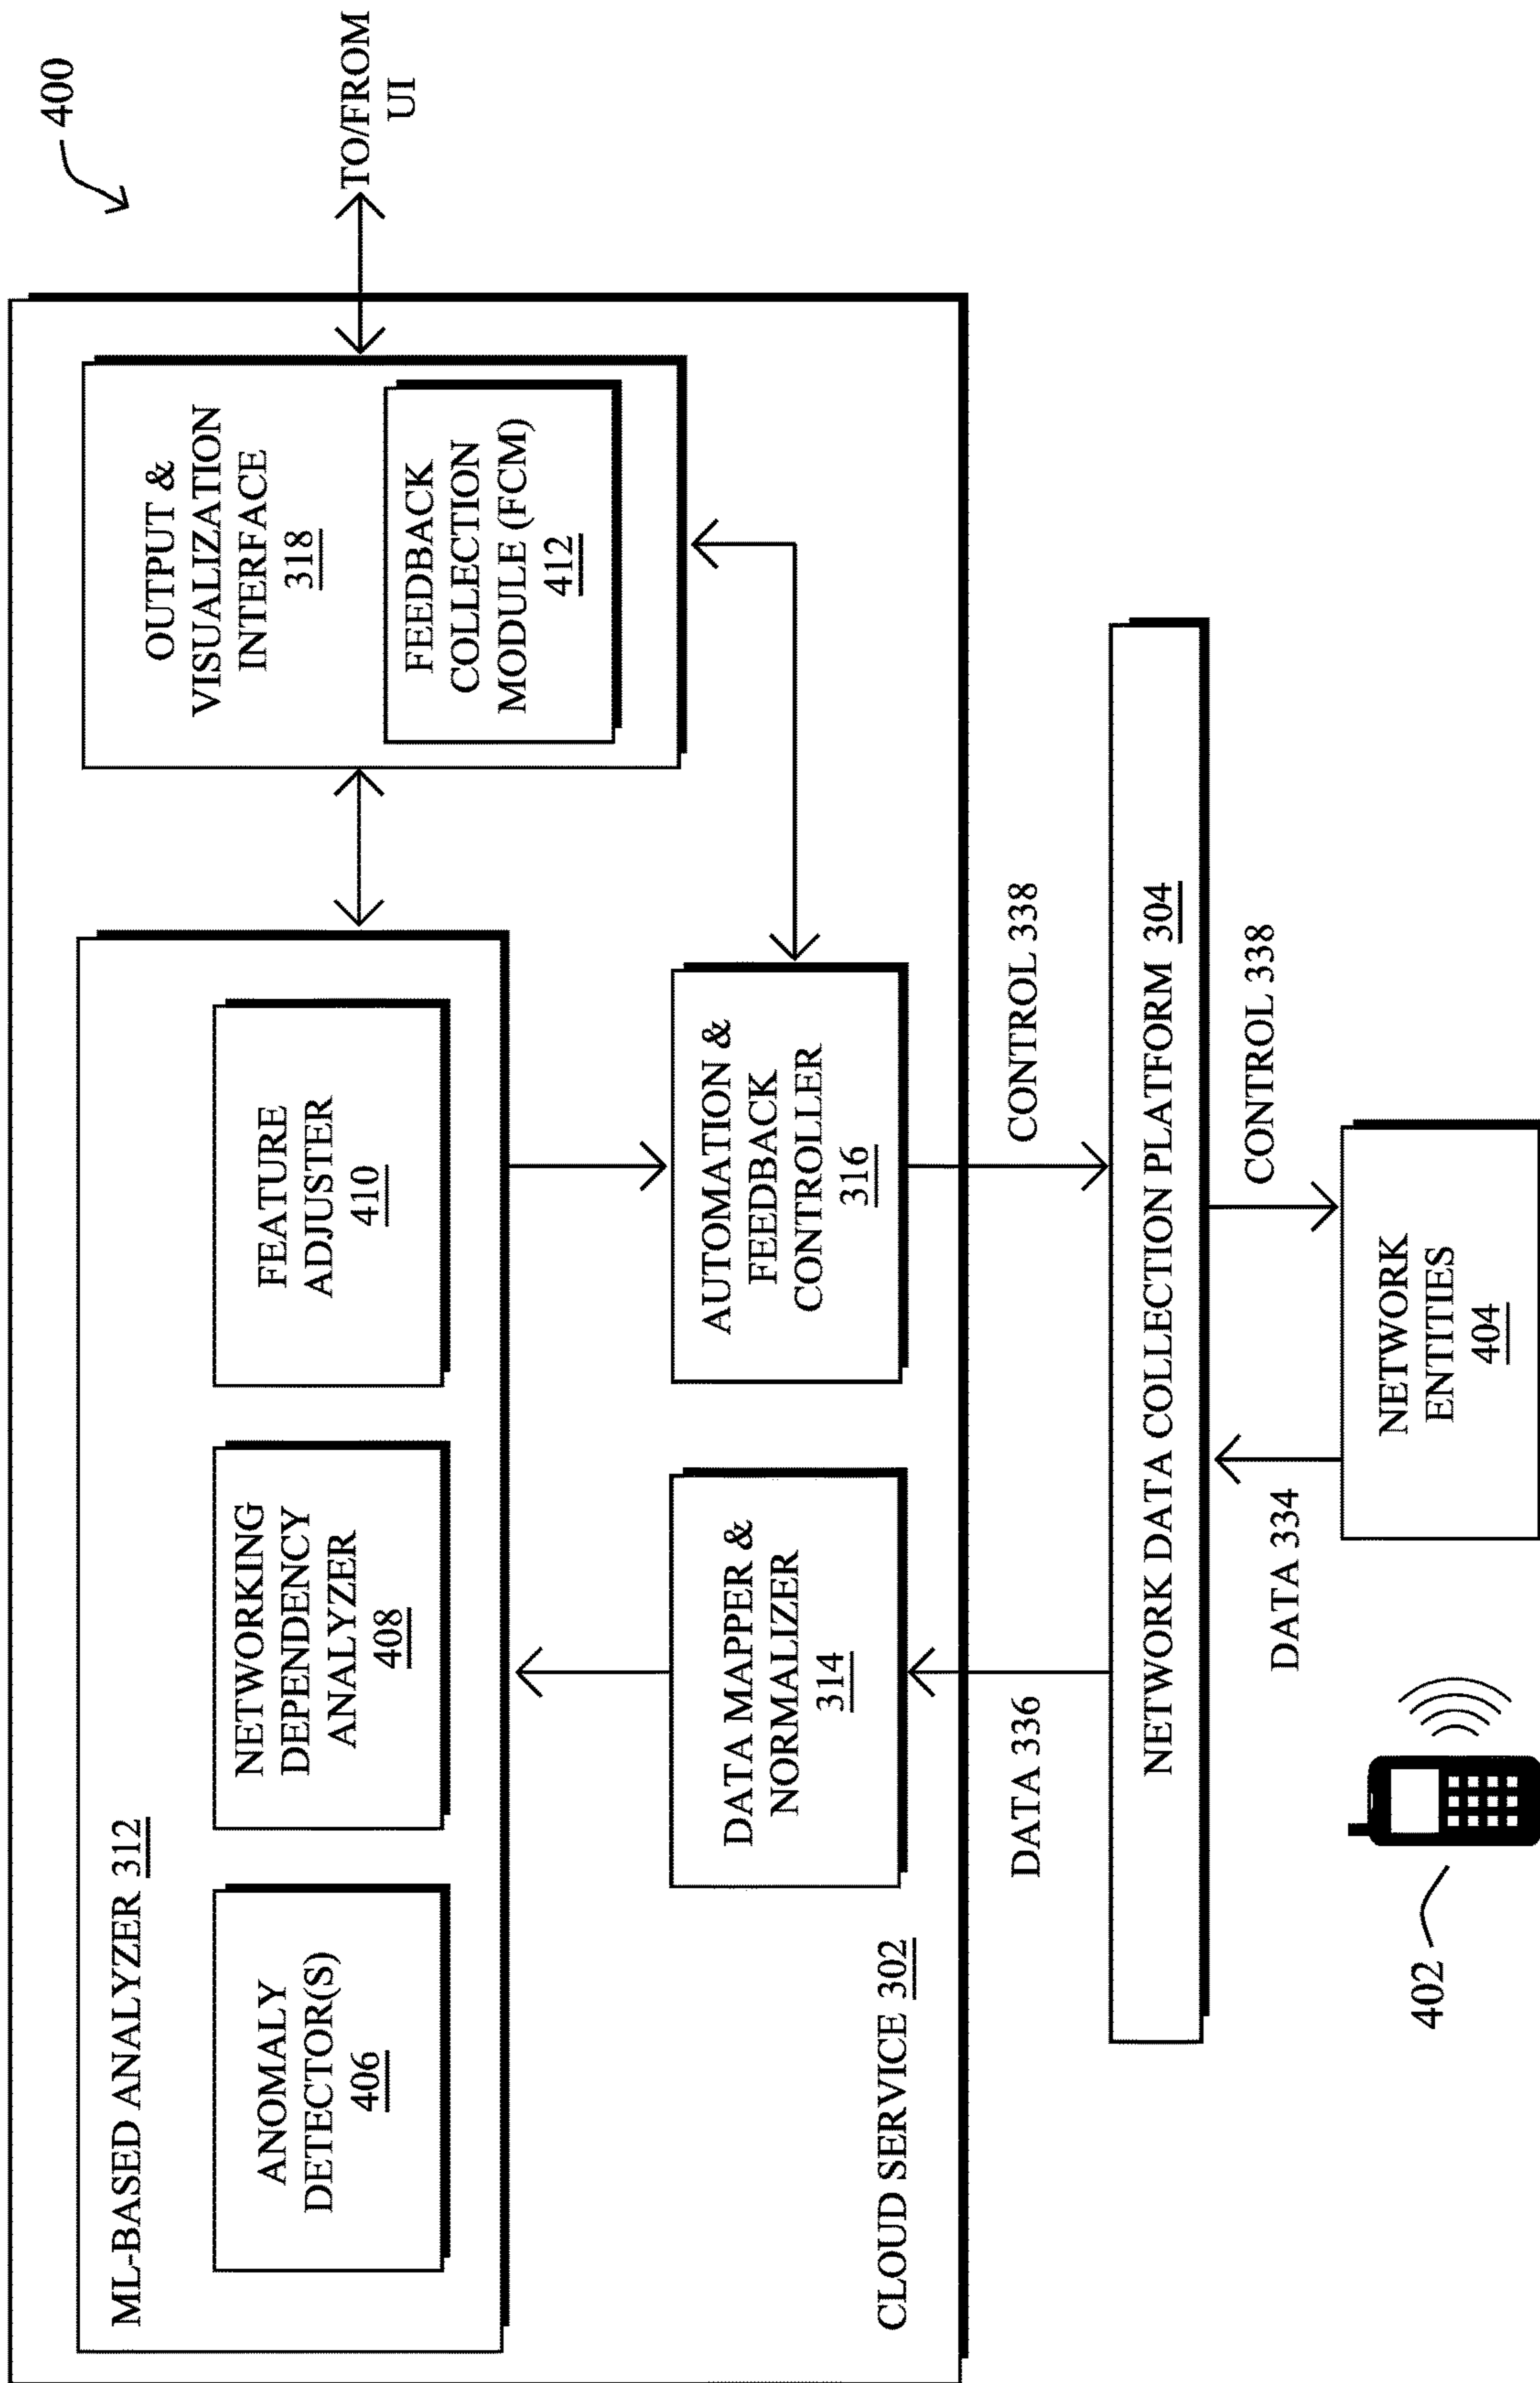 400
ML-BASED ANALYZER 312
ANOMALY
DETECTOR(S)
406
NETWORKING
DEPENDENCY
ANALYZER
408
FEATURE
ADJUSTER
410
OUTPUT &
VISUALIZATION
INTERFACE
318
FEEDBACK
COLLECTION
MODULE (FCM)
412
TO/FROM
UI
DATA MAPPER &
NORMALIZER
314
AUTOMATION &
FEEDBACK
CONTROLLER
316
CLOUD SERVICE 302
DATA 336
CONTROL 338
NETWORK DATA COLLECTION PLATFORM 304
DATA 334
CONTROL 338
402
NETWORK
ENTITIES
404